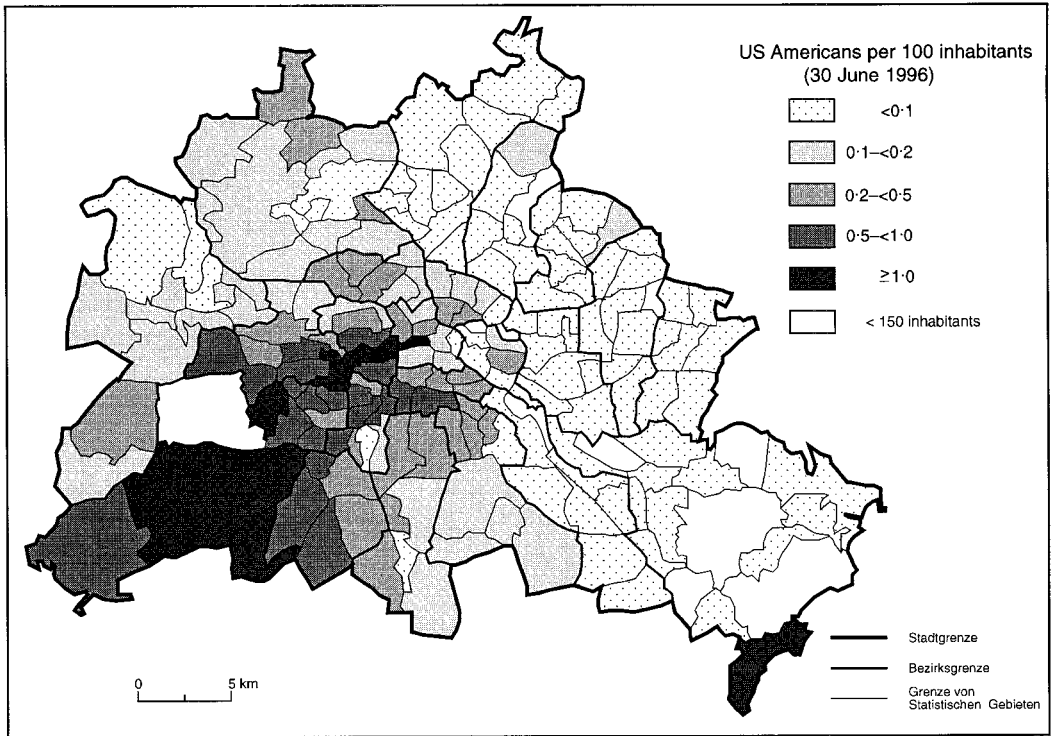 US Americans per 100 inhabitants
(30 June 1996)
<0·1
0·1–<0·2
0·2–<0·5
0·5–<1·0
≥1·0
< 150 inhabitants
Stadtgrenze
Bezirksgrenze
Grenze von
Statistischen Gebieten
0 5 km